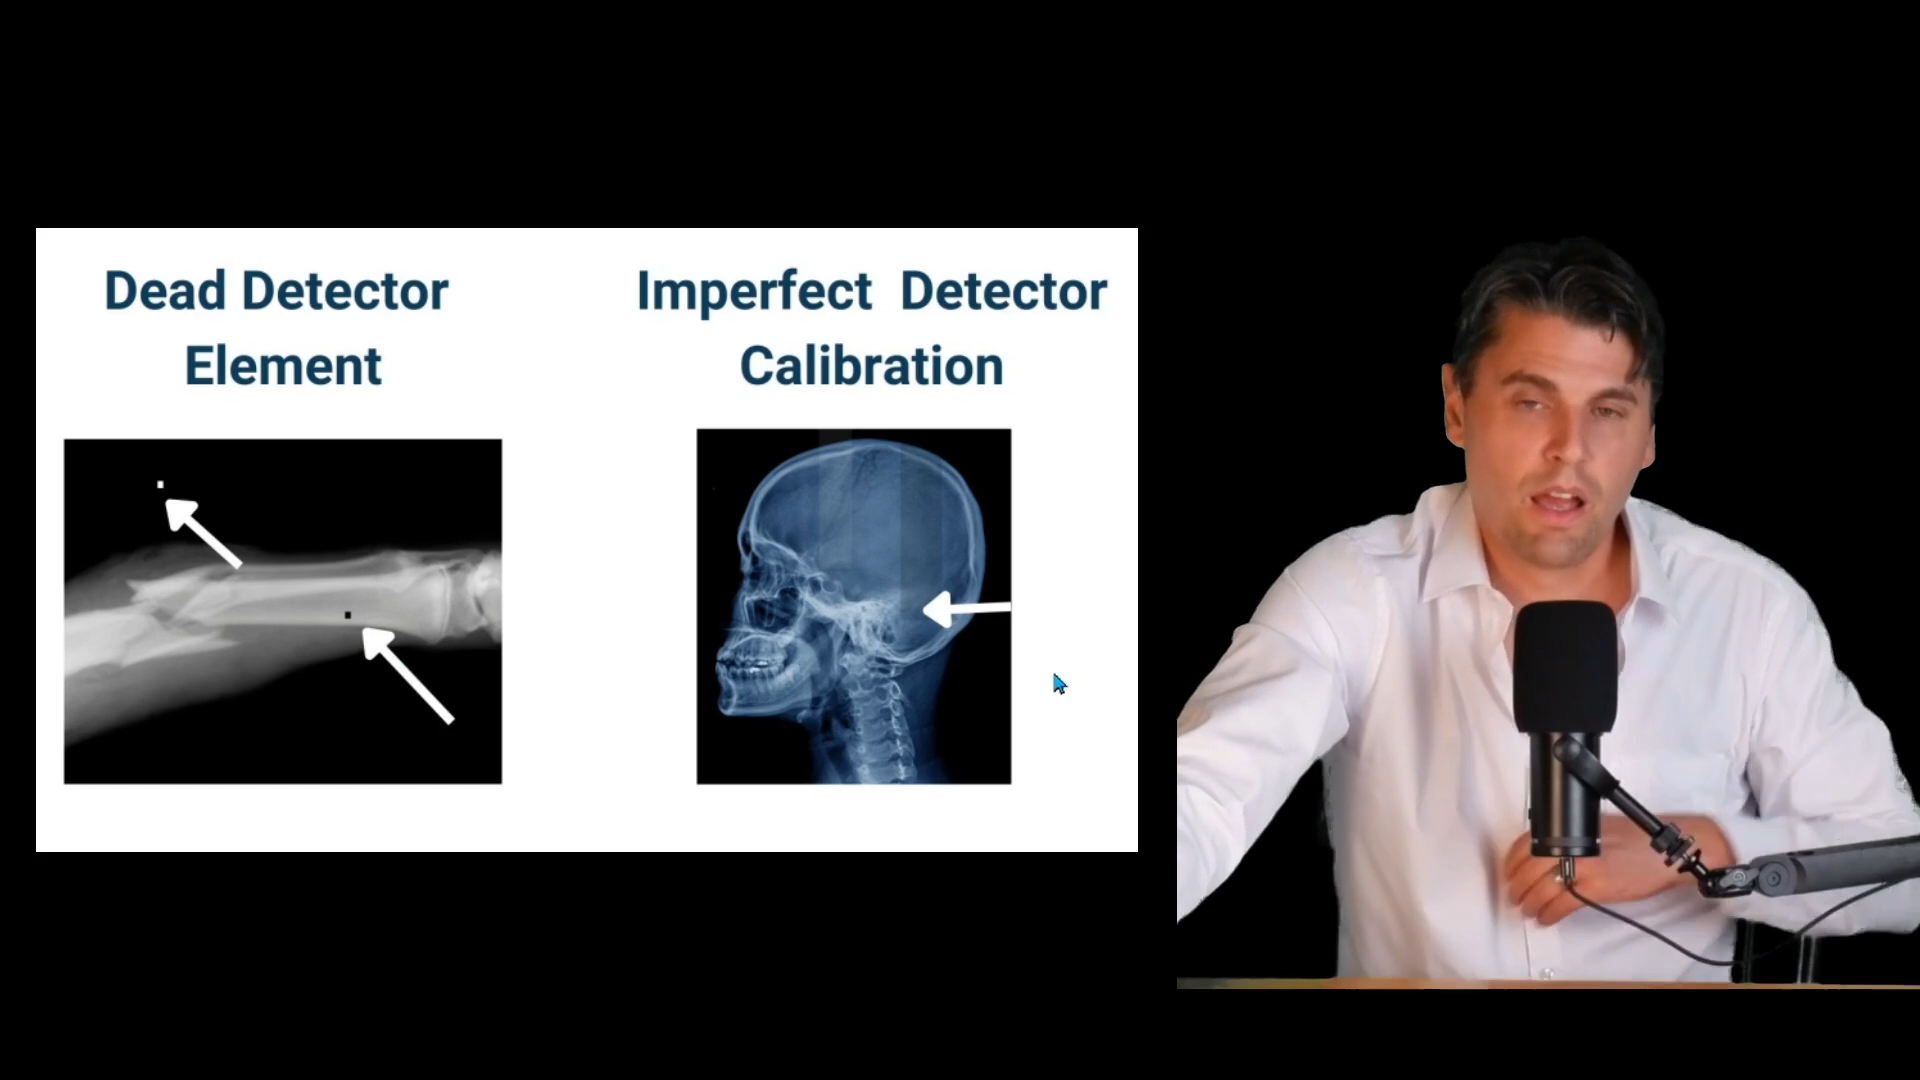 Dead Detector
Element
Imperfect Detector
Calibration